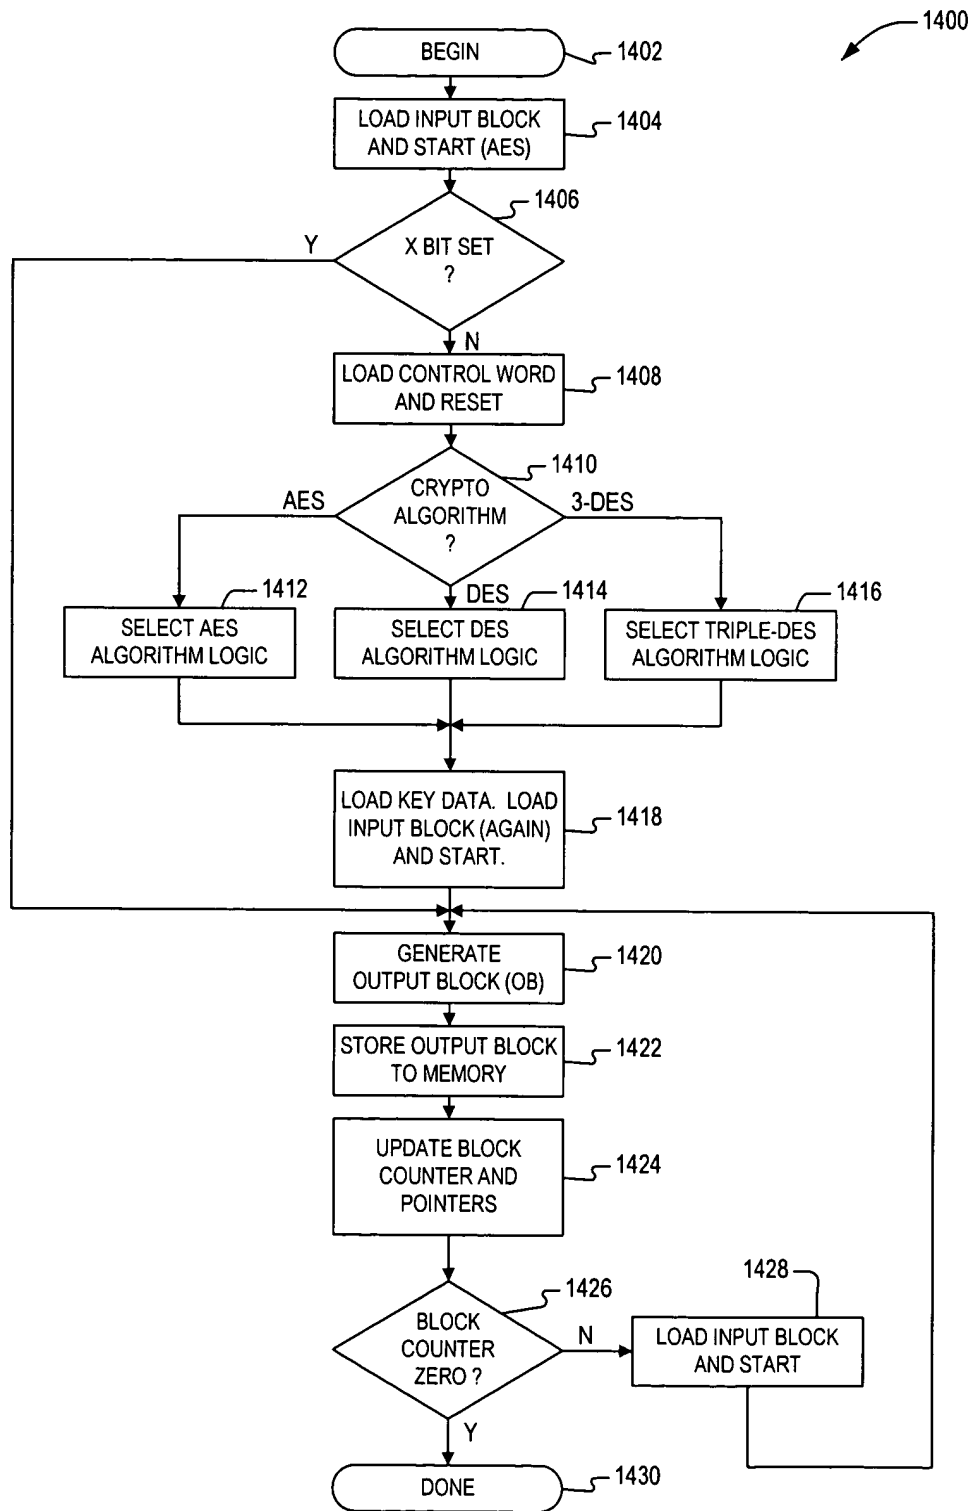 1400
BEGIN
1402
LOAD INPUT BLOCK
AND START (AES)
1404
1406
Y
X BIT SET
?
N
LOAD CONTROL WORD
AND RESET
1408
1410
AES
CRYPTO
ALGORITHM
?
3-DES
DES
1412
1414
1416
SELECT AES
ALGORITHM LOGIC
SELECT DES
ALGORITHM LOGIC
SELECT TRIPLE-DES
ALGORITHM LOGIC
LOAD KEY DATA. LOAD
INPUT BLOCK (AGAIN)
AND START.
1418
GENERATE
OUTPUT BLOCK (OB)
1420
STORE OUTPUT BLOCK
TO MEMORY
1422
UPDATE BLOCK
COUNTER AND
POINTERS
1424
1426
BLOCK
COUNTER
ZERO ?
N
1428
LOAD INPUT BLOCK
AND START
Y
DONE
1430